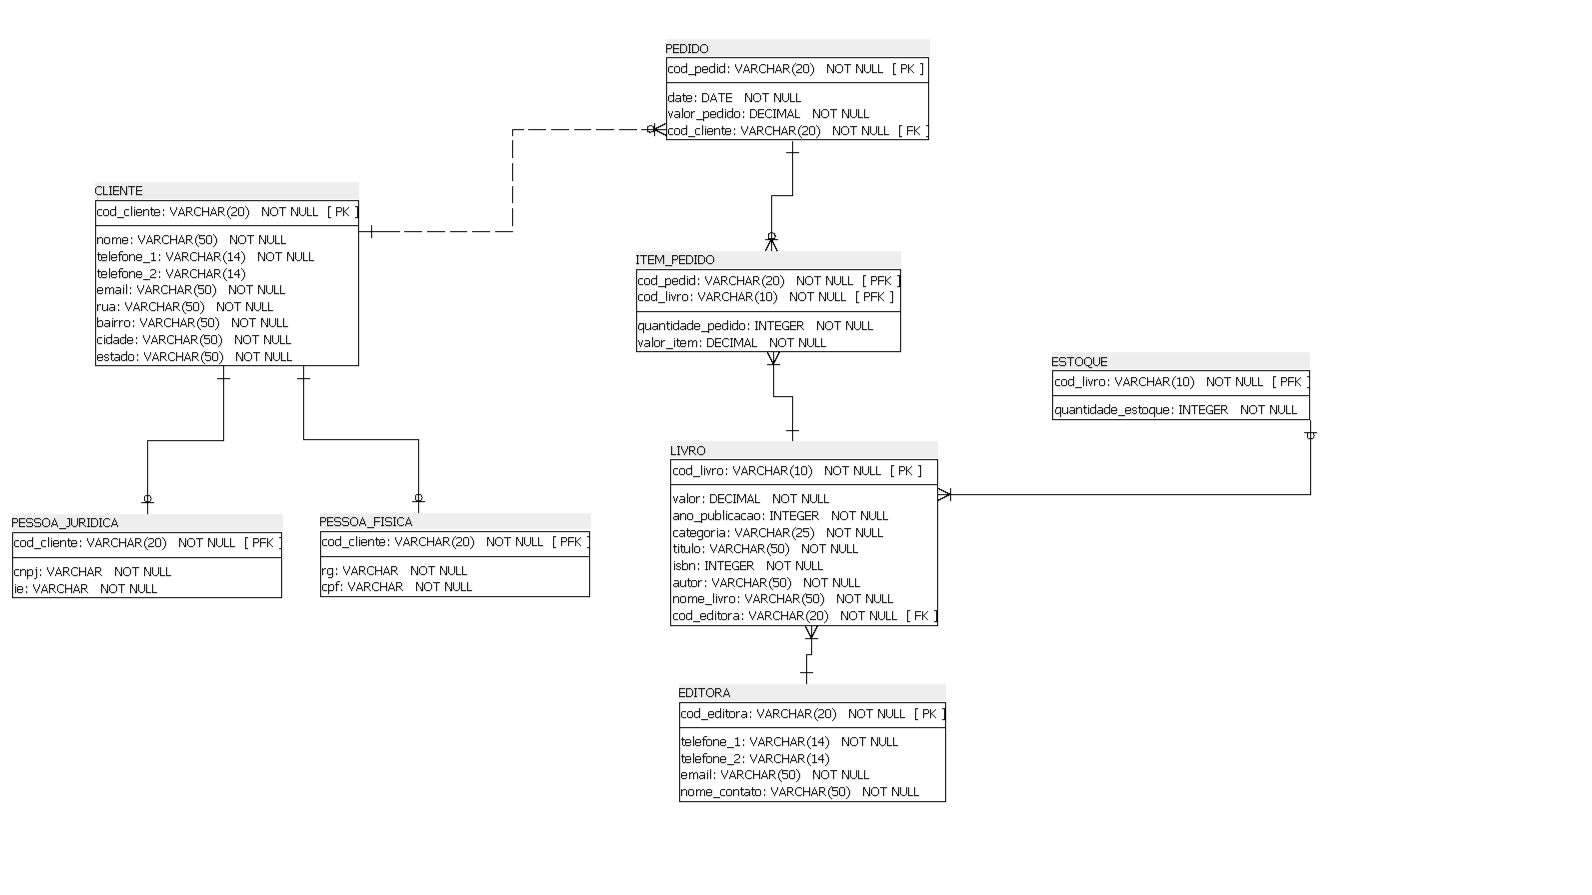 PEDIDO
cod_pedid: VARCHAR(20) NOT NULL [ PK ]
date: DATE NOT NULL
valor_pedido: DECIMAL NOT NULL
cod_cliente: VARCHAR(20) NOT NULL [ FK ]
CLIENTE
cod_cliente: VARCHAR(20) NOT NULL [ PK ]
nome: VARCHAR(50) NOT NULL
telefone_1: VARCHAR(14) NOT NULL
telefone_2: VARCHAR(14)
email: VARCHAR(50) NOT NULL
rua: VARCHAR(50) NOT NULL
bairro: VARCHAR(50) NOT NULL
cidade: VARCHAR(50) NOT NULL
estado: VARCHAR(50) NOT NULL
ITEM_PEDIDO
cod_pedid: VARCHAR(20) NOT NULL [ PFK ]
cod_livro: VARCHAR(10) NOT NULL [ PFK ]
quantidade_pedido: INTEGER NOT NULL
valor_item: DECIMAL NOT NULL
ESTOQUE
cod_livro: VARCHAR(10) NOT NULL [ PFK ]
quantidade_estoque: INTEGER NOT NULL
LIVRO
cod_livro: VARCHAR(10) NOT NULL [ PK ]
valor: DECIMAL NOT NULL
ano_publicacao: INTEGER NOT NULL
categoria: VARCHAR(25) NOT NULL
titulo: VARCHAR(50) NOT NULL
isbn: INTEGER NOT NULL
autor: VARCHAR(50) NOT NULL
nome_livro: VARCHAR(50) NOT NULL
cod_editora: VARCHAR(20) NOT NULL [ FK ]
PESSOA_JURIDICA
cod_cliente: VARCHAR(20) NOT NULL [ PFK ]
cnpj: VARCHAR NOT NULL
ie: VARCHAR NOT NULL
PESSOA_FISICA
cod_cliente: VARCHAR(20) NOT NULL [ PFK ]
rg: VARCHAR NOT NULL
cpf: VARCHAR NOT NULL
EDITORA
cod_editora: VARCHAR(20) NOT NULL [ PK ]
telefone_1: VARCHAR(14) NOT NULL
telefone_2: VARCHAR(14)
email: VARCHAR(50) NOT NULL
nome_contato: VARCHAR(50) NOT NULL